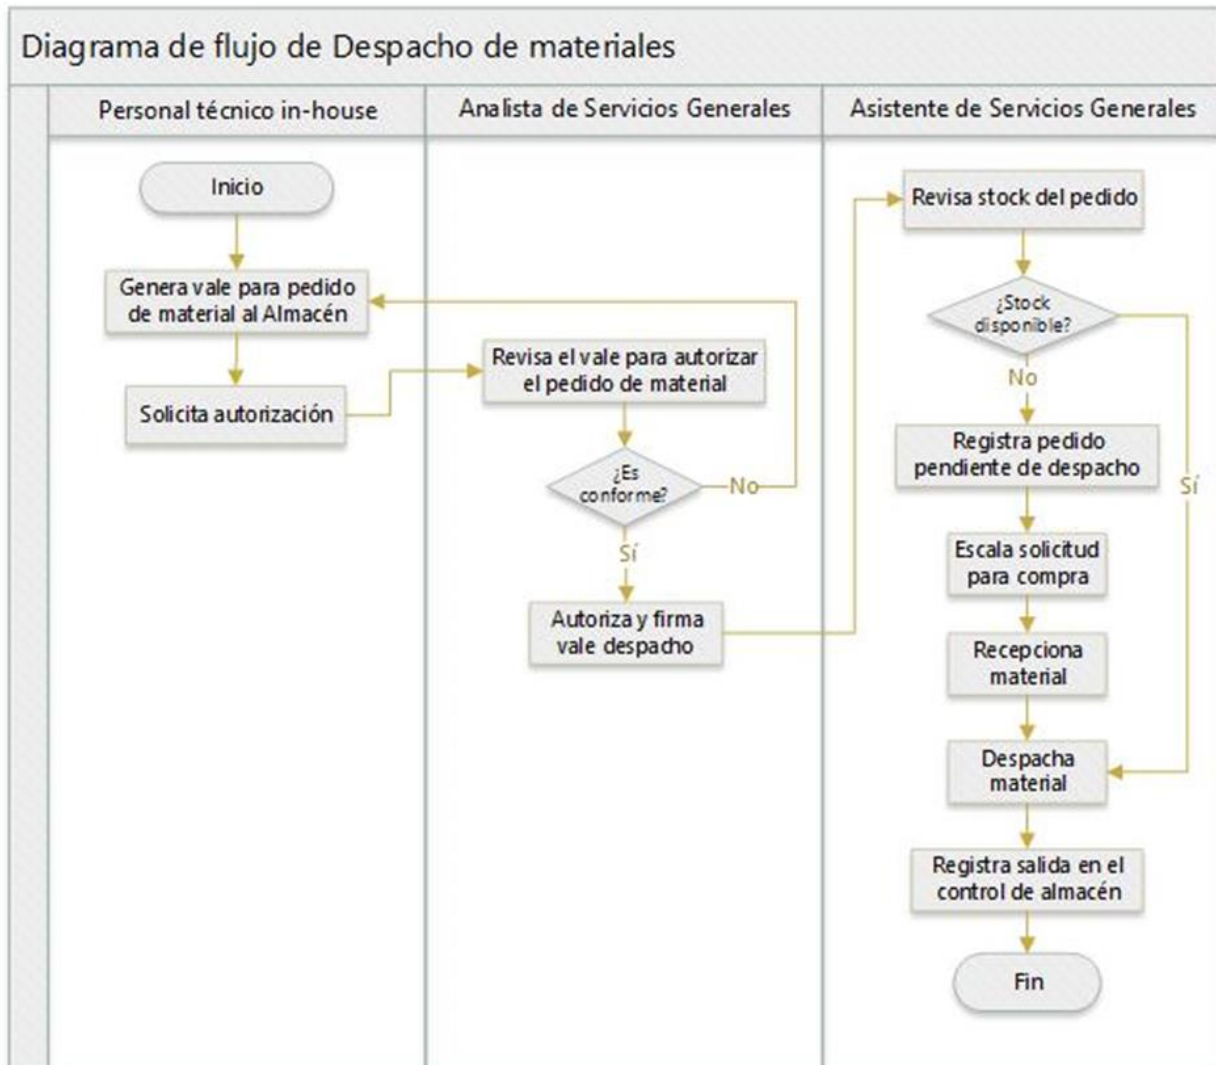 Diagrama de flujo de Despacho de materiales
Personal técnico in-house
Analista de Servicios Generales
Asistente de Servicios Generales
Inicio
Genera vale para pedido
de material al Almacén
Solicita autorización
Revisa el vale para autorizar
el pedido de material
¿Es
conforme?
No
Sí
Autoriza y firma
vale despacho
Revisa stock del pedido
¿Stock
disponible?
No
Sí
Registra pedido
pendiente de despacho
Escala solicitud
para compra
Recepciona
material
Despacha
material
Registra salida en el
control de almacén
Fin